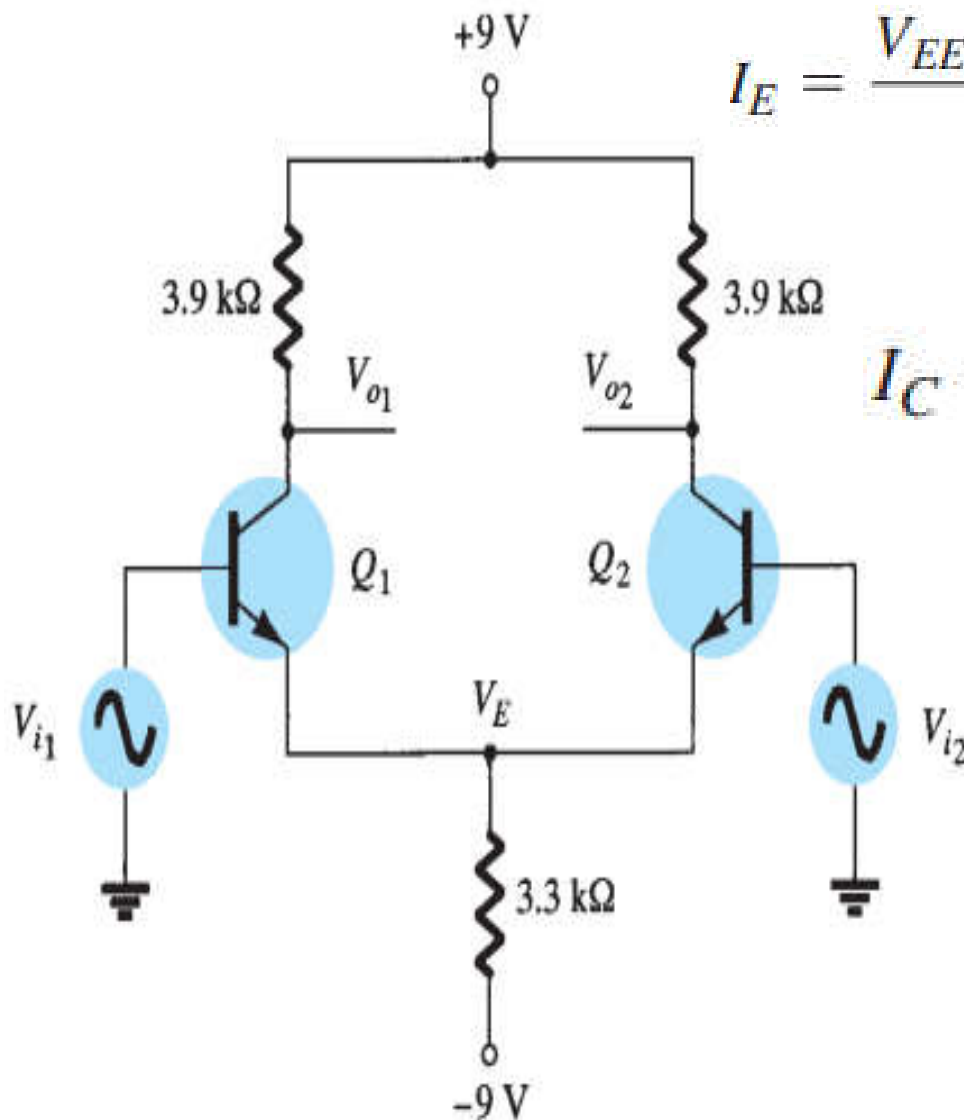 +9 V
I_E = V_EE
3.9 kΩ
3.9 kΩ
V_o1
V_o2
I_C
Q_1
Q_2
V_i1
V_E
V_i2
3.3 kΩ
−9 V